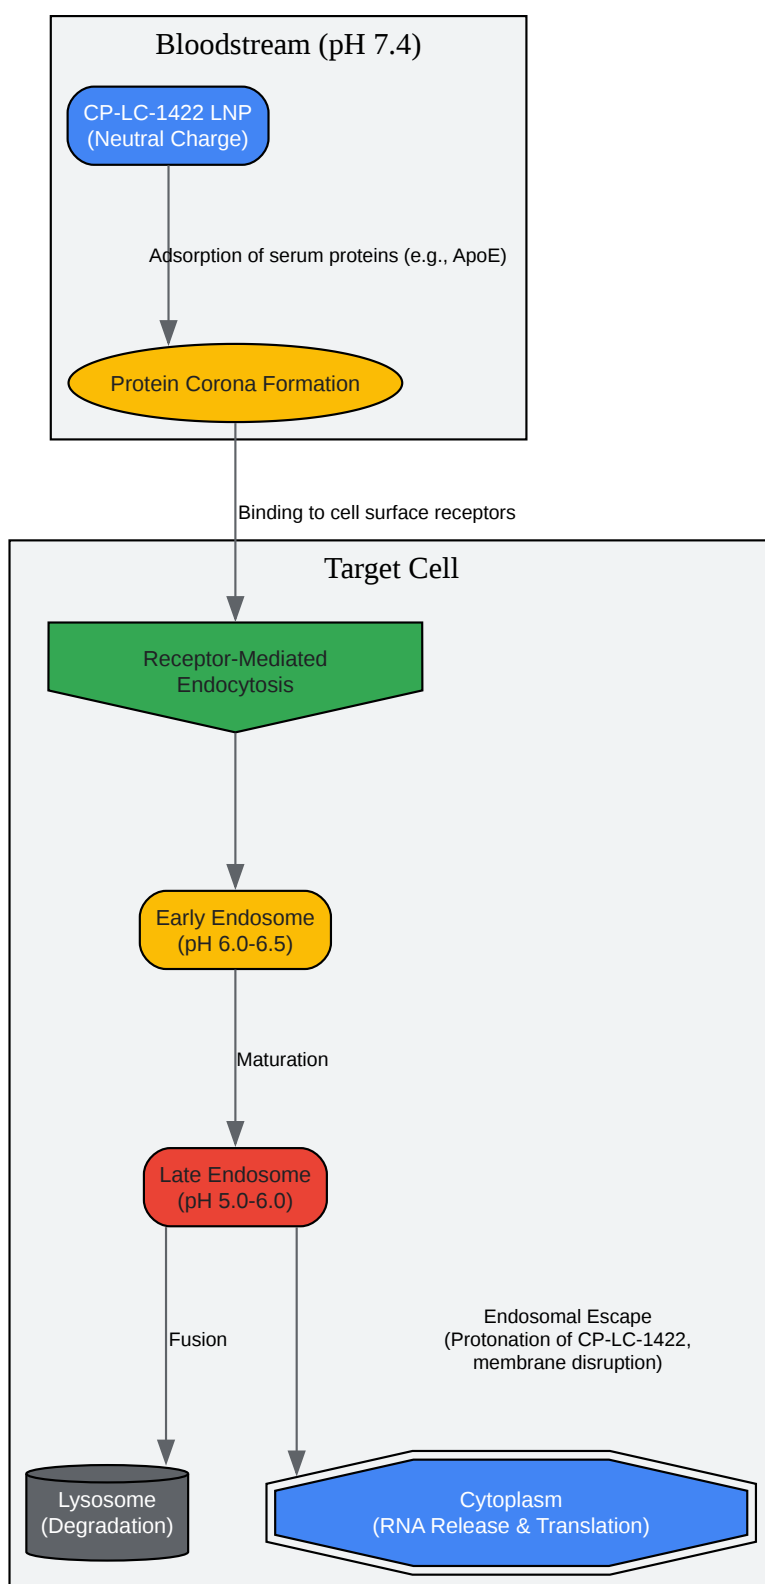 Bloodstream (pH 7.4)
CP-LC-1422 LNP
(Neutral Charge)
Adsorption of serum proteins (e.g., ApoE)
Protein Corona Formation
Binding to cell surface receptors
Target Cell
Receptor-Mediated
Endocytosis
Early Endosome
(pH 6.0-6.5)
Maturation
Late Endosome
(pH 5.0-6.0)
Fusion
Endosomal Escape
(Protonation of CP-LC-1422,
membrane disruption)
Lysosome
(Degradation)
Cytoplasm
(RNA Release & Translation)